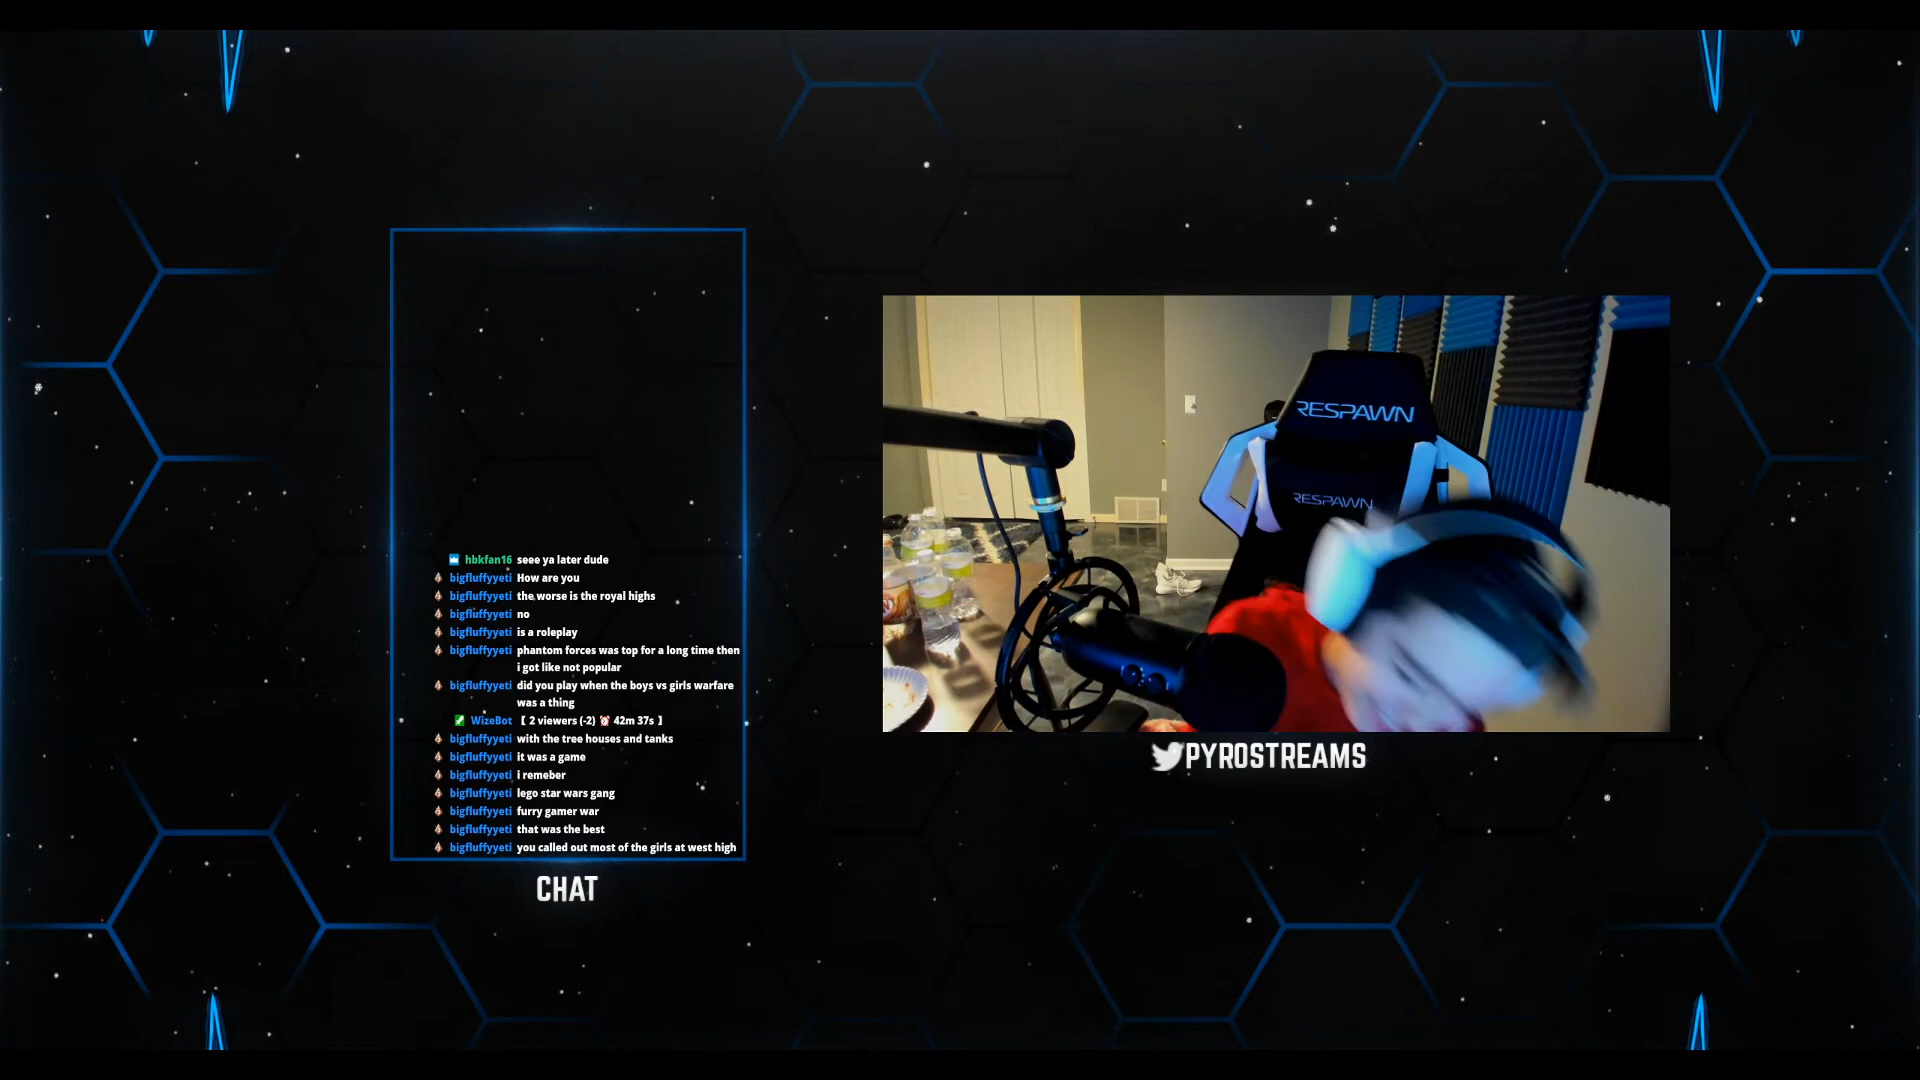 hbkfan16 seee ya later dude
bigfluffyyeti How are you
bigfluffyyeti the worse is the royal highs
bigfluffyyeti no
bigfluffyyeti is a roleplay
bigfluffyyeti phantom forces was top for a long time then
i got like not popular
bigfluffyyeti did you play when the boys vs girls warfare
was a thing
WizeBot 【 2 viewers (-2) ⏰ 42m 37s 】
bigfluffyyeti with the tree houses and tanks
bigfluffyyeti it was a game
bigfluffyyeti i remeber
bigfluffyyeti lego star wars gang
bigfluffyyeti furry gamer war
bigfluffyyeti that was the best
bigfluffyyeti you called out most of the girls at west high
CHAT
RESPAWN
RESPAWN
PYROSTREAMS